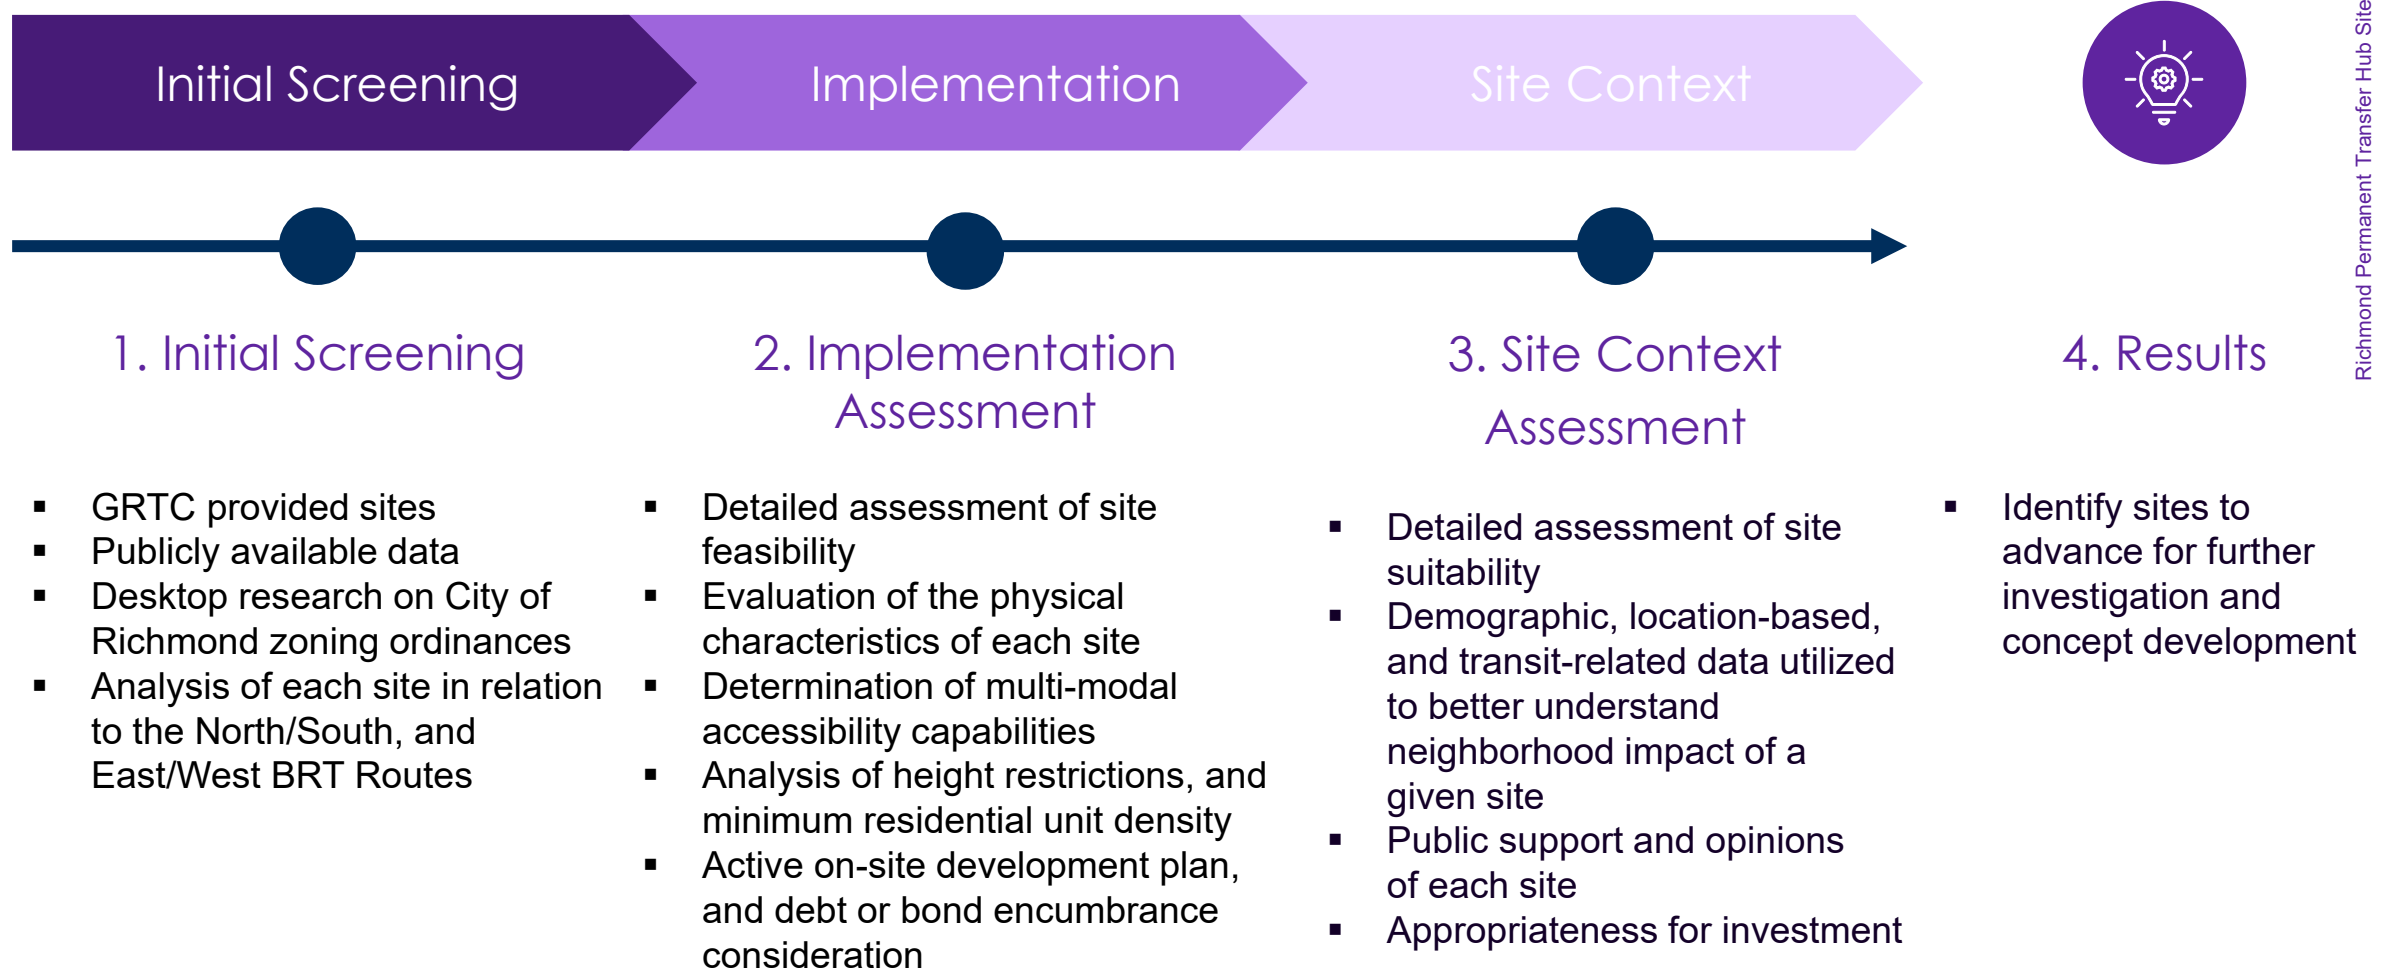 Initial Screening
Implementation
Site Context
Richmond Permanent Transfer Hub Site
1. Initial Screening
▪ GRTC provided sites
▪ Publicly available data
▪ Desktop research on City of
Richmond zoning ordinances
▪ Analysis of each site in relation
to the North/South, and
East/West BRT Routes
2. Implementation
Assessment
▪ Detailed assessment of site
feasibility
▪ Evaluation of the physical
characteristics of each site
▪ Determination of multi-modal
accessibility capabilities
▪ Analysis of height restrictions, and
minimum residential unit density
▪ Active on-site development plan,
and debt or bond encumbrance
consideration
3. Site Context
Assessment
▪ Detailed assessment of site
suitability
▪ Demographic, location-based,
and transit-related data utilized
to better understand
neighborhood impact of a
given site
▪ Public support and opinions
of each site
▪ Appropriateness for investment
4. Results
▪ Identify sites to
advance for further
investigation and
concept development